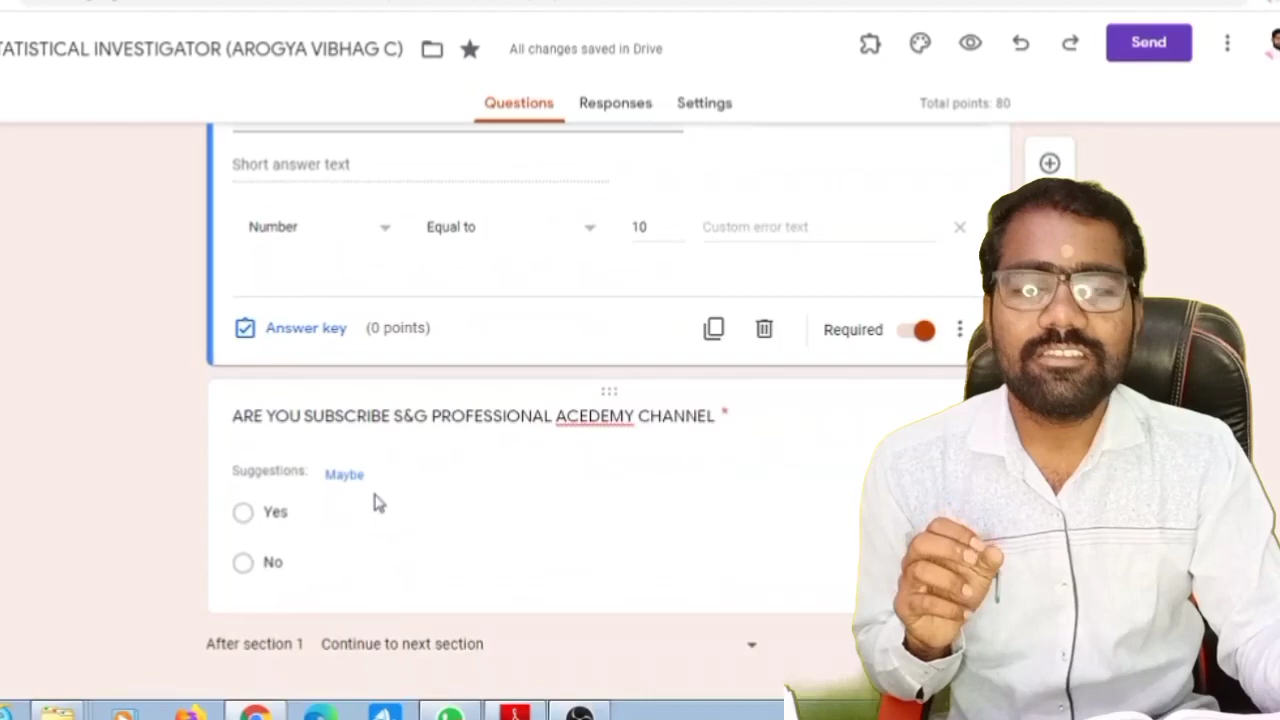 TATISTICAL INVESTIGATOR (AROGYA VIBHAG C) All changes saved in Drive Send
Questions Responses Settings Total points: 80
Short answer text
Number Equal to 10 Custom error text
Answer key (0 points) Required
ARE YOU SUBSCRIBE S&G PROFESSIONAL ACEDEMY CHANNEL *
Suggestions: Maybe
Yes
No
After section 1 Continue to next section